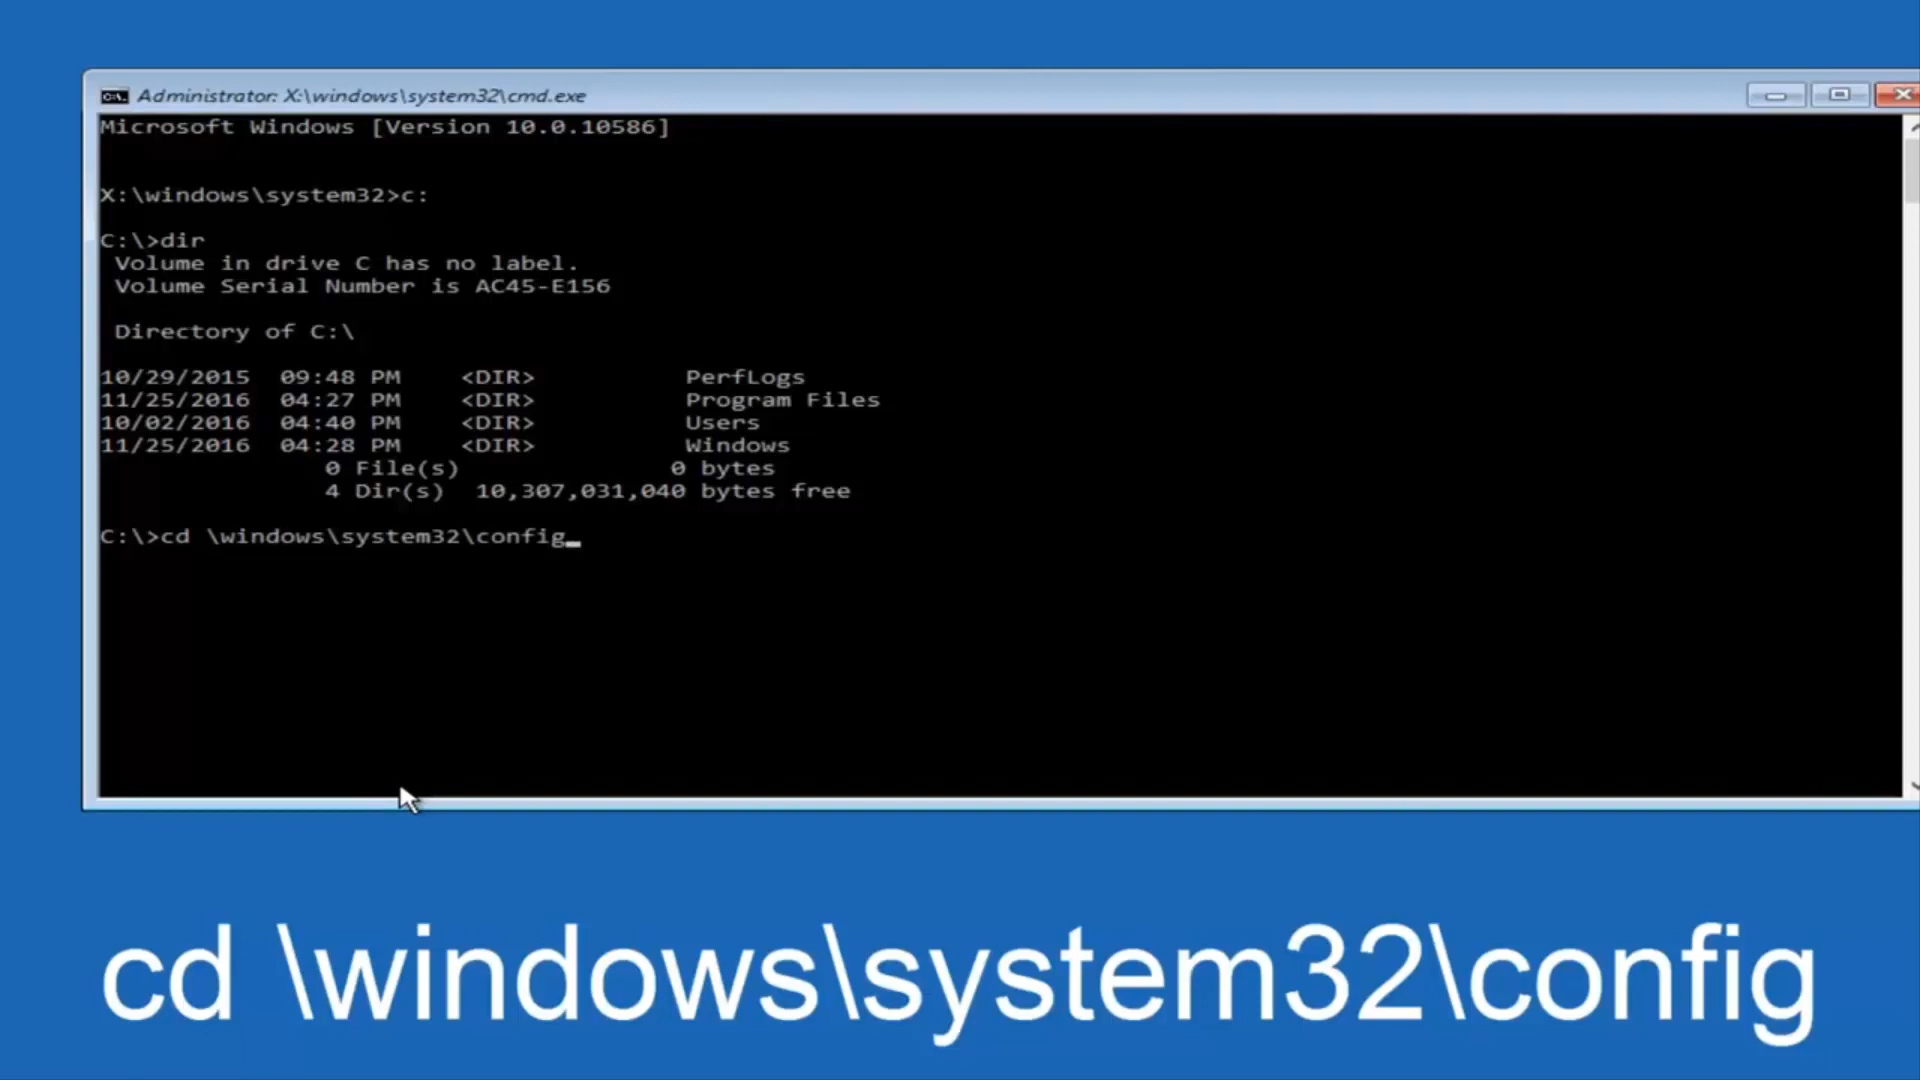 Administrator: X:\windows\system32\cmd.exe
Microsoft Windows [Version 10.0.10586]
X:\windows\system32>c:
C:\>dir
Volume in drive C has no label.
Volume Serial Number is AC45-E156
Directory of C:\
10/29/2015 09:48 PM <DIR> PerfLogs
11/25/2016 04:27 PM <DIR> Program Files
10/02/2016 04:40 PM <DIR> Users
11/25/2016 04:28 PM <DIR> Windows
0 File(s) 0 bytes
4 Dir(s) 10,307,031,040 bytes free
C:\>cd \windows\system32\config_
cd \windows\system32\config